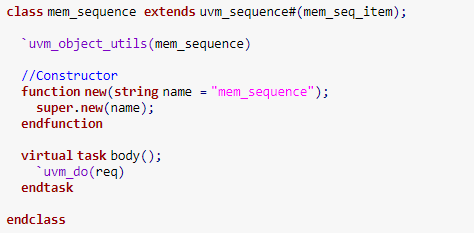 class mem_sequence extends uvm_sequence#(mem_seq_item);
`uvm_object_utils(mem_sequence)
//Constructor
function new(string name = "mem_sequence");
super.new(name);
endfunction
virtual task body();
`uvm_do(req)
endtask
endclass